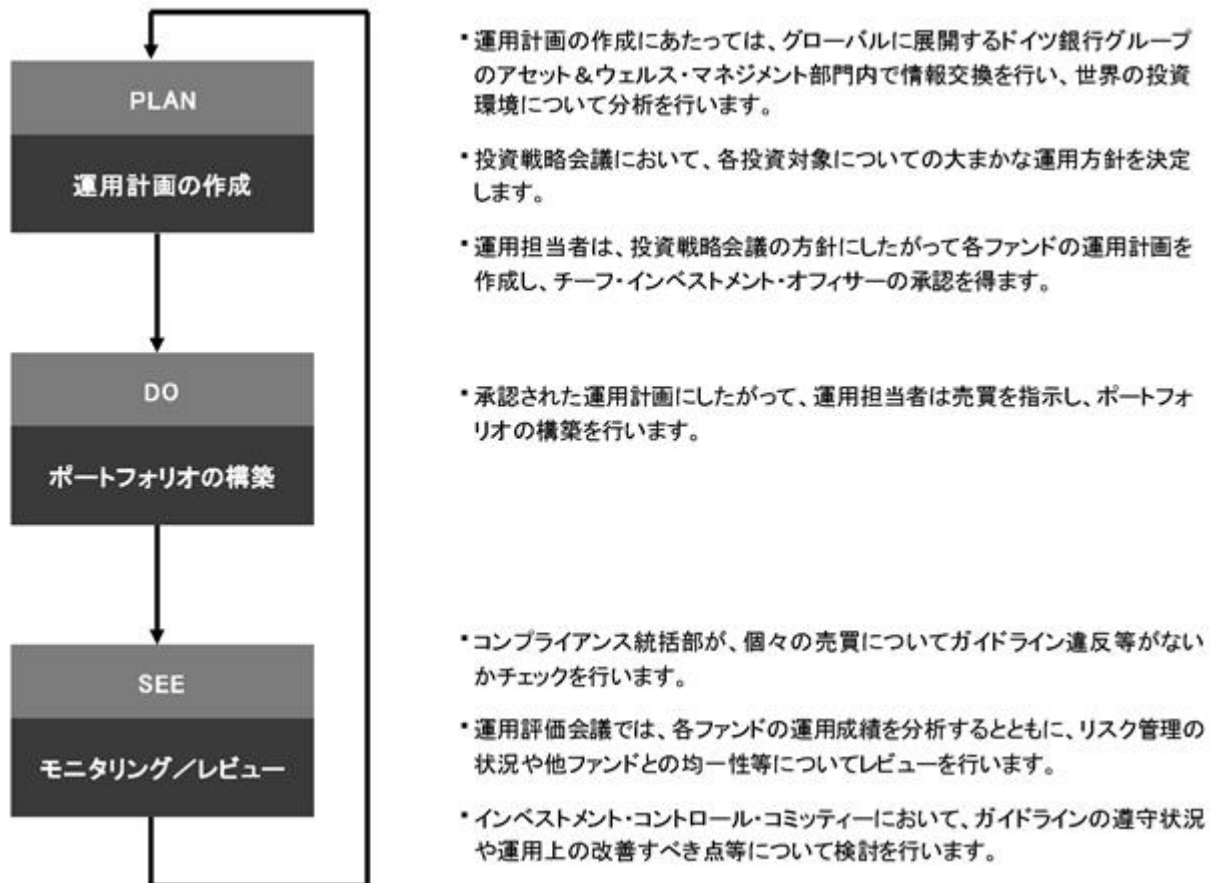 PLAN
運用計画の作成
▪運用計画の作成にあたっては、グローバルに展開するドイツ銀行グループ
のアセット＆ウェルス・マネジメント部門内で情報交換を行い、世界の投資
環境について分析を行います。
▪投資戦略会議において、各投資対象についての大まかな運用方針を決定
します。
▪運用担当者は、投資戦略会議の方針にしたがって各ファンドの運用計画を
作成し、チーフ・インベストメント・オフィサーの承認を得ます。
DO
ポートフォリオの構築
▪承認された運用計画にしたがって、運用担当者は売買を指示し、ポートフォ
リオの構築を行います。
SEE
モニタリング／レビュー
▪コンプライアンス統括部が、個々の売買についてガイドライン違反等がない
かチェックを行います。
▪運用評価会議では、各ファンドの運用成績を分析するとともに、リスク管理の
状況や他ファンドとの均一性等についてレビューを行います。
▪インベストメント・コントロール・コミッティーにおいて、ガイドラインの遵守状況
や運用上の改善すべき点等について検討を行います。